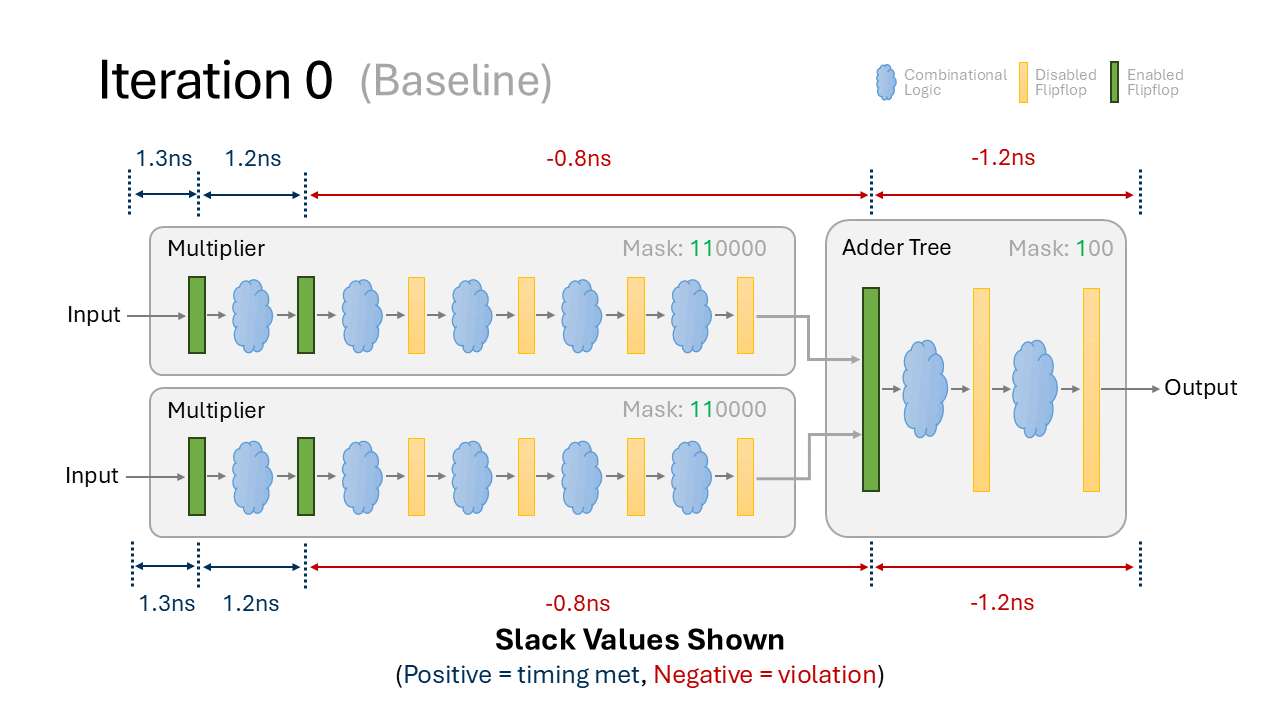 Iteration 0 (Baseline)
Combinational
Logic
Disabled
Flipflop
Enabled
Flipflop
1.3ns 1.2ns -0.8ns -1.2ns
Multiplier Mask: 110000
Adder Tree Mask: 100
Input
Output
Multiplier Mask: 110000
Input
1.3ns 1.2ns -0.8ns -1.2ns
Slack Values Shown
(Positive = timing met, Negative = violation)